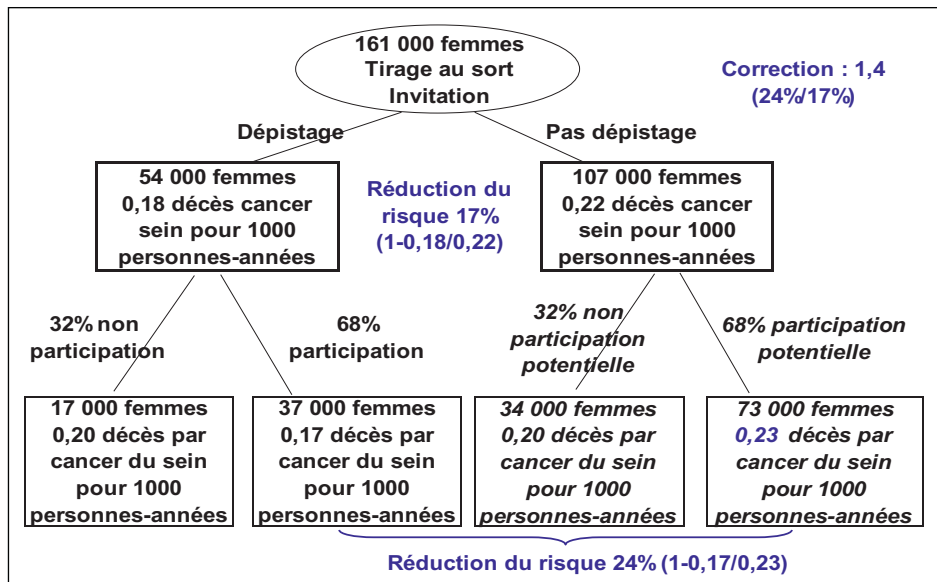 161 000 femmes
Tirage au sort
Invitation
Correction : 1,4
(24%/17%)
Dépistage
Pas dépistage
54 000 femmes
0,18 décès cancer
sein pour 1000
personnes-années
Réduction du
risque 17%
(1-0,18/0,22)
107 000 femmes
0,22 décès cancer
sein pour 1000
personnes-années
32% non
participation
68%
participation
32% non
participation
potentielle
68% participation
potentielle
17 000 femmes
0,20 décès par
cancer du sein
pour 1000
personnes-années
37 000 femmes
0,17 décès par
cancer du sein
pour 1000
personnes-années
34 000 femmes
0,20 décès par
cancer du sein
pour 1000
personnes-années
73 000 femmes
0,23 décès par
cancer du sein
pour 1000
personnes-années
Réduction du risque 24% (1-0,17/0,23)